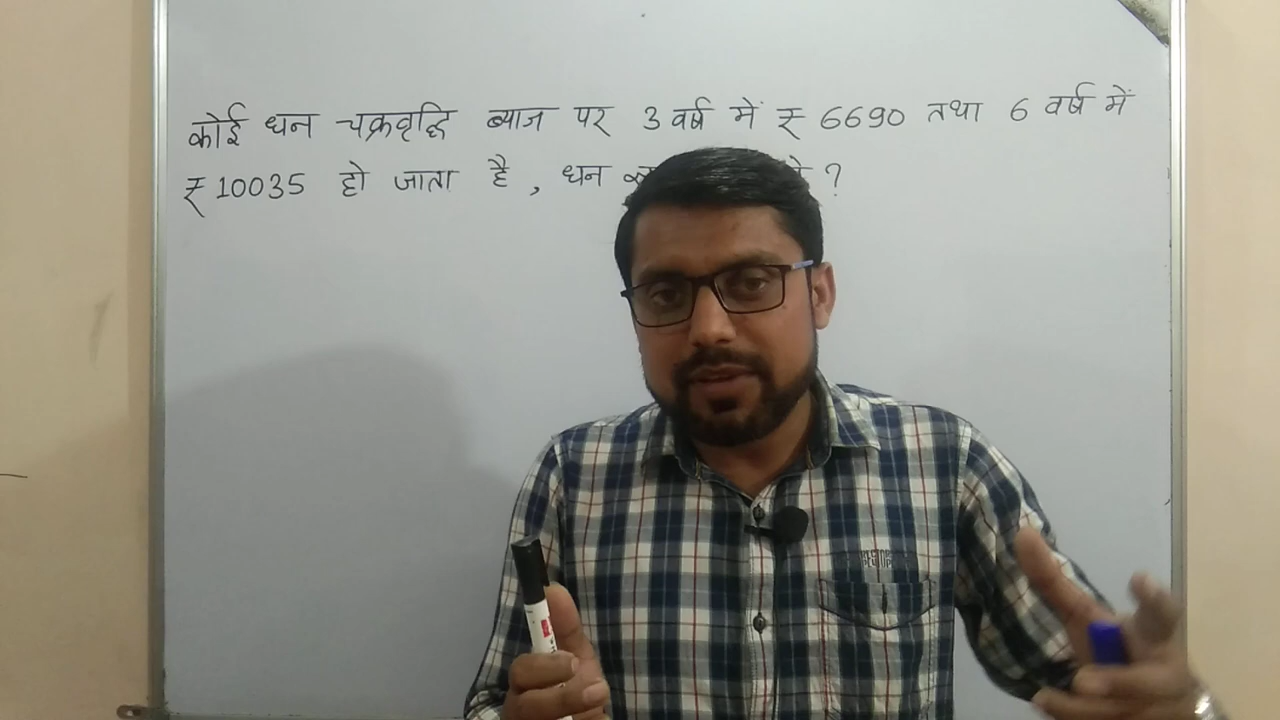 कोई धन चक्रवृद्धि ब्याज पर 3 वर्ष में ₹ 6690 तथा 6 वर्ष में
₹ 10035 हो जाता है , धन ?